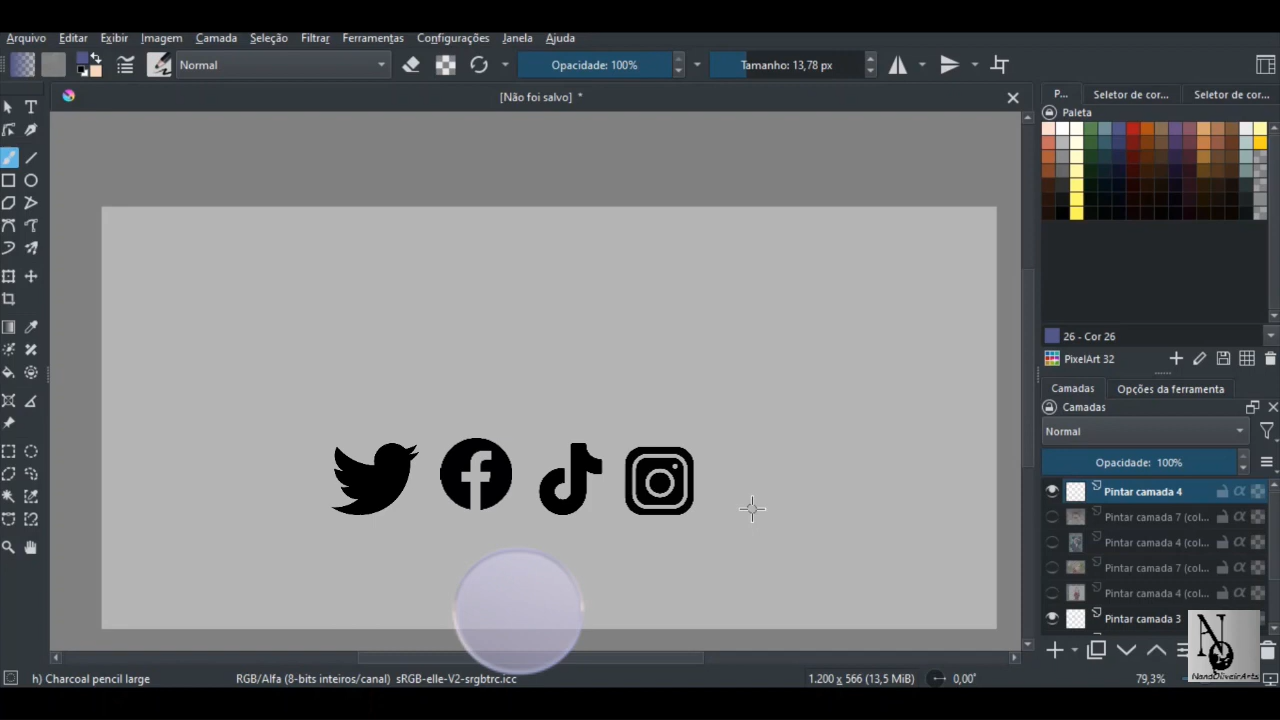 Arquivo Editar Exibir Imagem Camada Seleção Filtrar Ferramentas Configurações Janela Ajuda
Normal Opacidade: 100% Tamanho: 13,78 px
[Não foi salvo] *
P... Seletor de cor... Seletor de cor...
Paleta
26 - Cor 26
PixelArt 32
Camadas Opções da ferramenta
Camadas
Normal
Opacidade: 100%
Pintar camada 4
Pintar camada 7 (col...
Pintar camada 4 (col...
Pintar camada 7 (col...
Pintar camada 4 (col...
Pintar camada 3
NandOliveirArts
h) Charcoal pencil large RGB/Alfa (8-bits inteiros/canal) sRGB-elle-V2-srgbtrc.icc 1.200 x 566 (13,5 MiB) 0,00° 79,3%